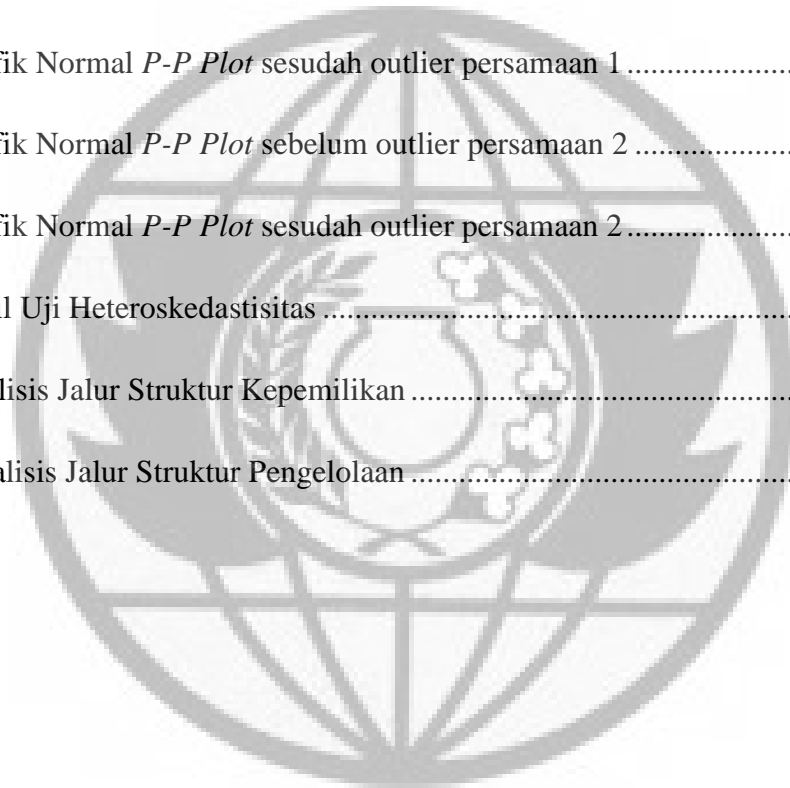 fik Normal P-P Plot sesudah outlier persamaan 1 ......................
fik Normal P-P Plot sebelum outlier persamaan 2 ....................
fik Normal P-P Plot sesudah outlier persamaan 2 ......................
il Uji Heteroskedastisitas ..........................................................
lisis Jalur Struktur Kepemilikan ................................................
alisis Jalur Struktur Pengelolaan ................................................